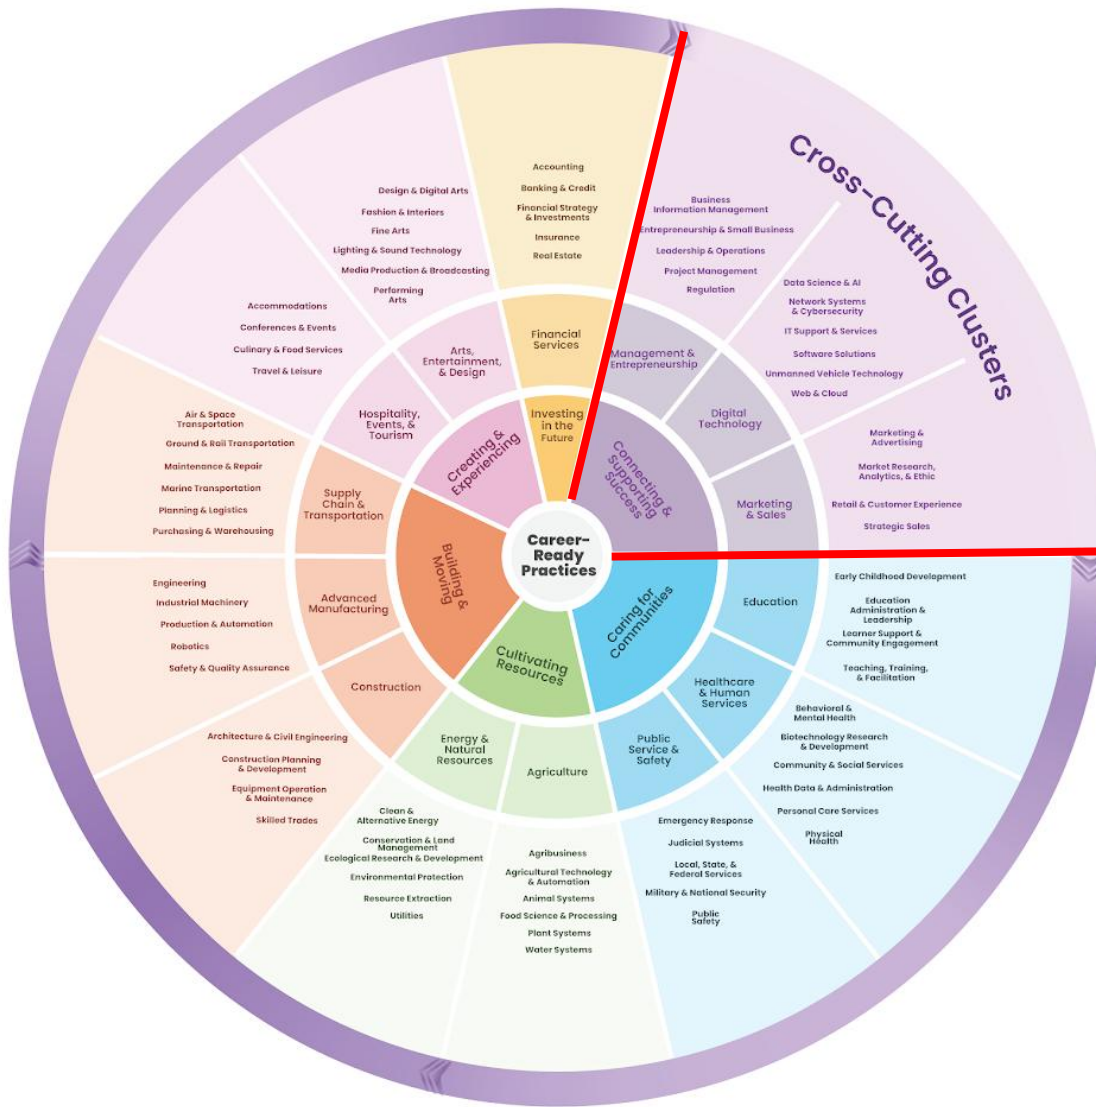 Cross-Cutting Clusters
Career-
Ready
Practices
Investing
in the
Future
Financial
Services
Accounting
Banking & Credit
Financial Strategy
& Investments
Insurance
Real Estate
Connecting &
Supporting
Success
Management &
Entrepreneurship
Business
Information Management
Entrepreneurship & Small Business
Leadership & Operations
Project Management
Regulation
Digital
Technology
Data Science & AI
Network Systems
& Cybersecurity
IT Support & Services
Software Solutions
Unmanned Vehicle Technology
Web & Cloud
Marketing
& Sales
Marketing &
Advertising
Market Research,
Analytics, & Ethic
Retail & Customer Experience
Strategic Sales
Caring for
Communities
Education
Early Childhood Development
Education
Administration &
Leadership
Learner Support &
Community Engagement
Teaching, Training,
& Facilitation
Healthcare
& Human
Services
Behavioral &
Mental Health
Biotechnology Research
& Development
Community & Social Services
Health Data & Administration
Personal Care Services
Physical
Health
Public
Service &
Safety
Emergency Response
Judicial Systems
Local, State, &
Federal Services
Military & National Security
Public
Safety
Cultivating
Resources
Agriculture
Agribusiness
Agricultural Technology
& Automation
Animal Systems
Food Science & Processing
Plant Systems
Water Systems
Energy &
Natural
Resources
Clean &
Alternative Energy
Conservation & Land
Management
Ecological Research & Development
Environmental Protection
Resource Extraction
Utilities
Building &
Moving
Construction
Architecture & Civil Engineering
Construction Planning
& Development
Equipment Operation
& Maintenance
Skilled Trades
Advanced
Manufacturing
Engineering
Industrial Machinery
Production & Automation
Robotics
Safety & Quality Assurance
Supply
Chain &
Transportation
Air & Space
Transportation
Ground & Rail Transportation
Maintenance & Repair
Marine Transportation
Planning & Logistics
Purchasing & Warehousing
Creating &
Experiencing
Hospitality,
Events, &
Tourism
Accommodations
Conferences & Events
Culinary & Food Services
Travel & Leisure
Arts,
Entertainment,
& Design
Design & Digital Arts
Fashion & Interiors
Fine Arts
Lighting & Sound Technology
Media Production & Broadcasting
Performing
Arts